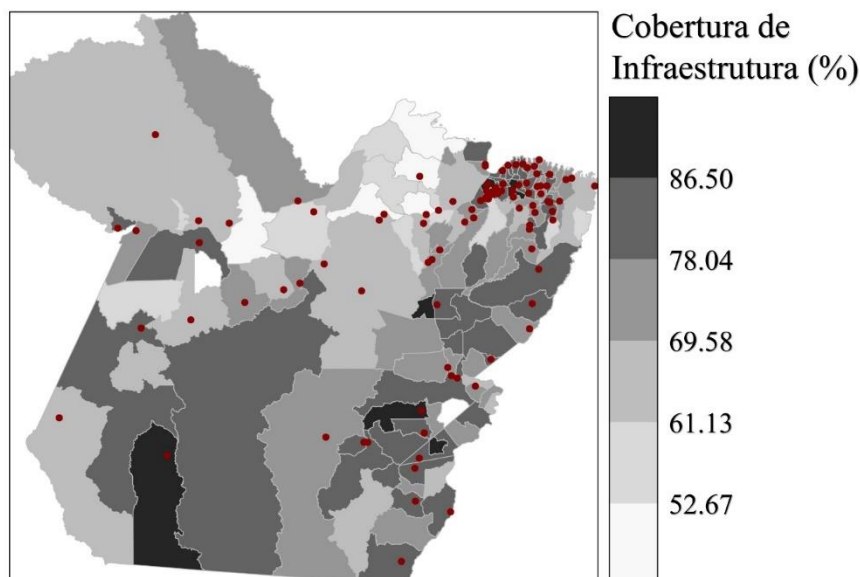 Cobertura de
Infraestrutura (%)
86.50
78.04
69.58
61.13
52.67